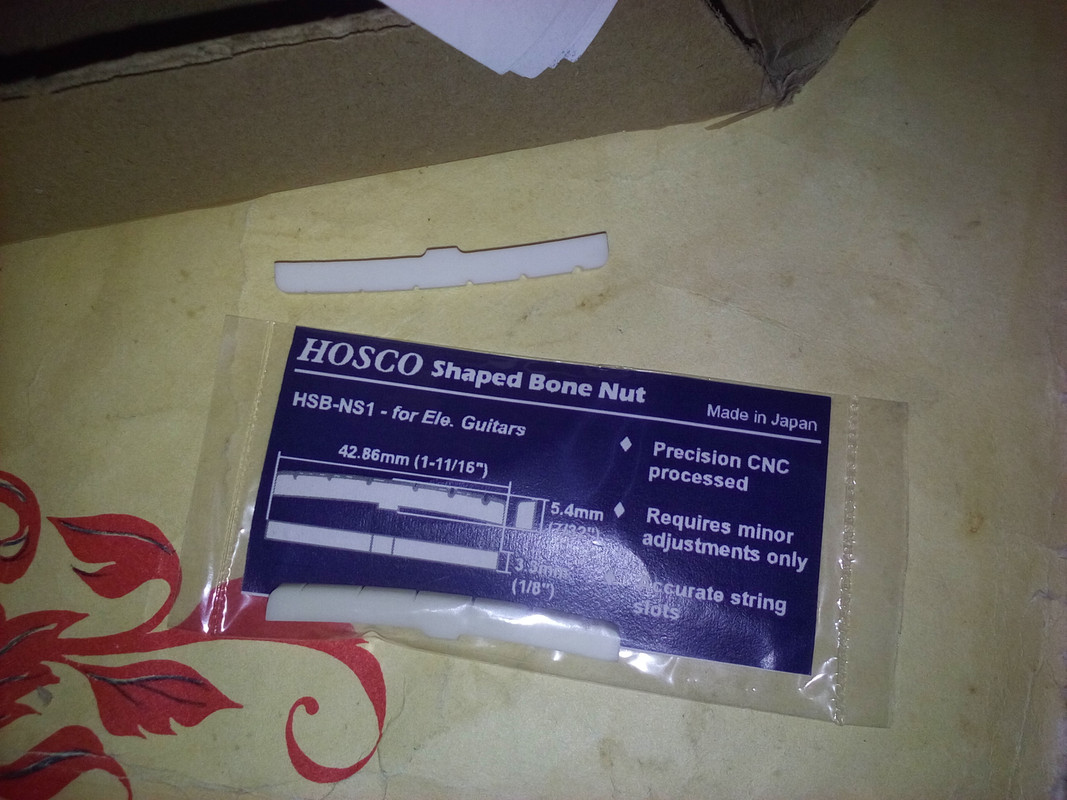 HOSCO Shaped Bone Nut
Made in Japan
HSB-NS1 - for Ele. Guitars
42.86mm (1-11/16")
5.4mm
(1/8")
Precision CNC
processed
Requires minor
adjustments only
string
slots